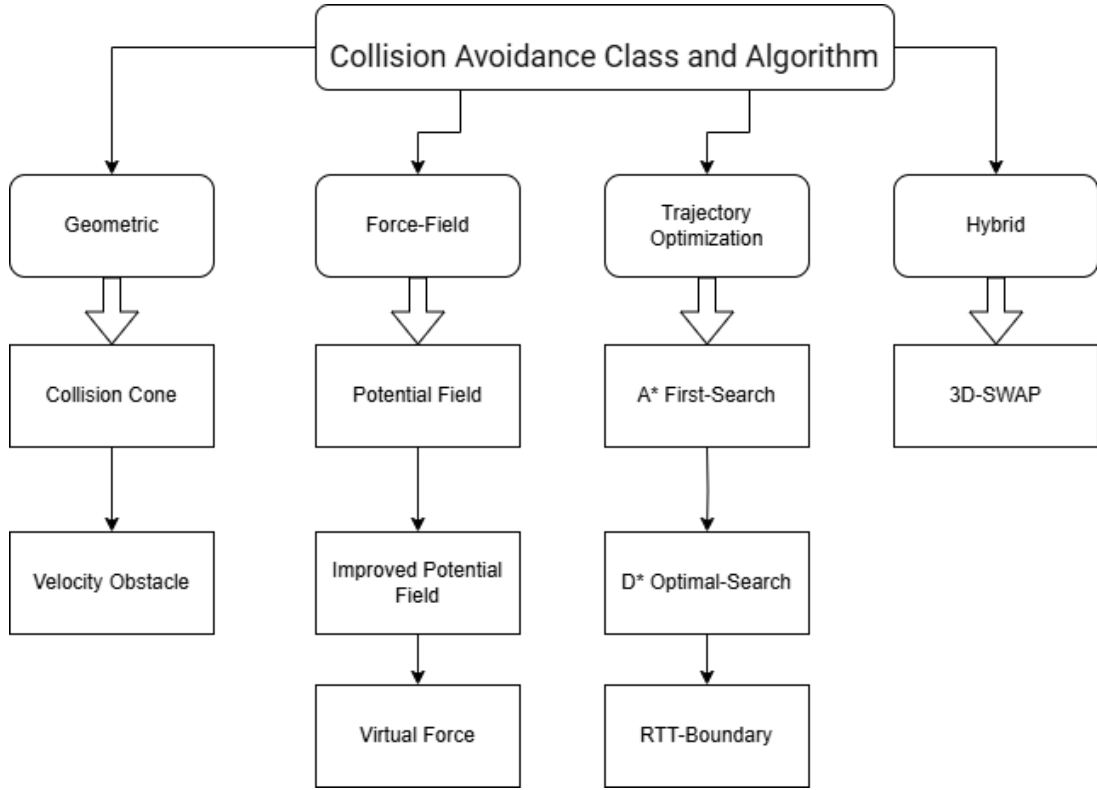 Collision Avoidance Class and Algorithm
Geometric
Force-Field
Trajectory
Optimization
Hybrid
Collision Cone
Potential Field
A* First-Search
3D-SWAP
Velocity Obstacle
Improved Potential
Field
D* Optimal-Search
Virtual Force
RTT-Boundary